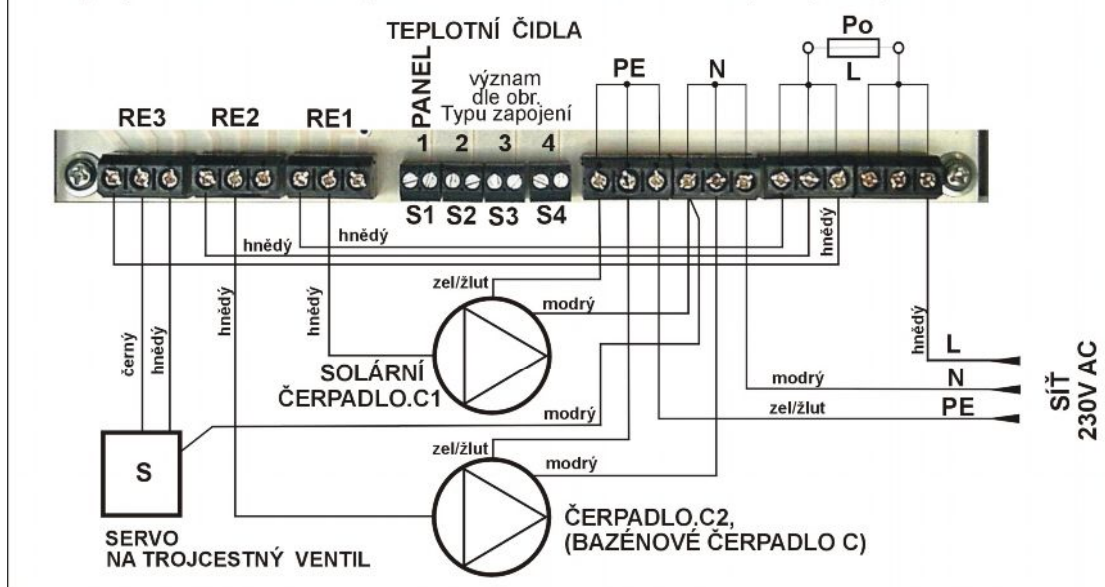 TEPLOTNÍ ČIDLA
Po
L
PE
N
PANEL
význam
dle obr.
Typu zapojení
RE3
RE2
RE1
1
2
3
4
S1
S2
S3
S4
hnědý
hnědý
hnědý
zel/žlut
modrý
černý
hnědý
hnědý
hnědý
hnědý
SOLÁRNÍ
ČERPADLO.C1
L
modrý
N
zel/žlut
PE
SÍŤ
230V AC
modrý
S
SERVO
NA TROJCESTNÝ VENTIL
zel/žlut
modrý
ČERPADLO.C2,
(BAZÉNOVÉ ČERPADLO C)